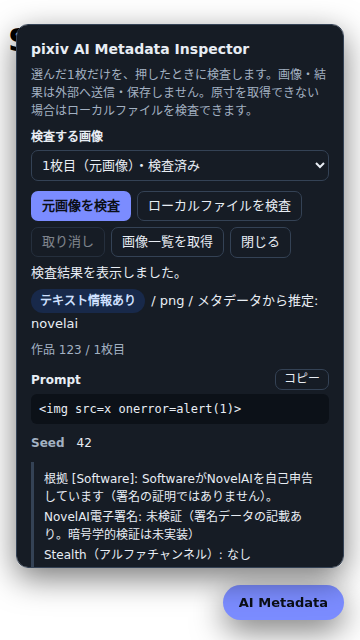 pixiv AI Metadata Inspector
選んだ1枚だけを、押したときに検査します。画像・結
果は外部へ送信・保存しません。原寸を取得できない
場合はローカルファイルを検査できます。
検査する画像
1枚目（元画像）・検査済み
元画像を検査 ローカルファイルを検査
取り消し 画像一覧を取得 閉じる
検査結果を表示しました。
テキスト情報あり / png / メタデータから推定:
novelai
作品 123 / 1枚目
Prompt コピー
<img src=x onerror=alert(1)>
Seed 42
根拠 [Software]: SoftwareがNovelAIを自己申告
しています（署名の証明ではありません）。
NovelAI電子署名: 未検証（署名データの記載あ
り。暗号学的検証は未実装）
Stealth（アルファチャンネル）: なし
AI Metadata